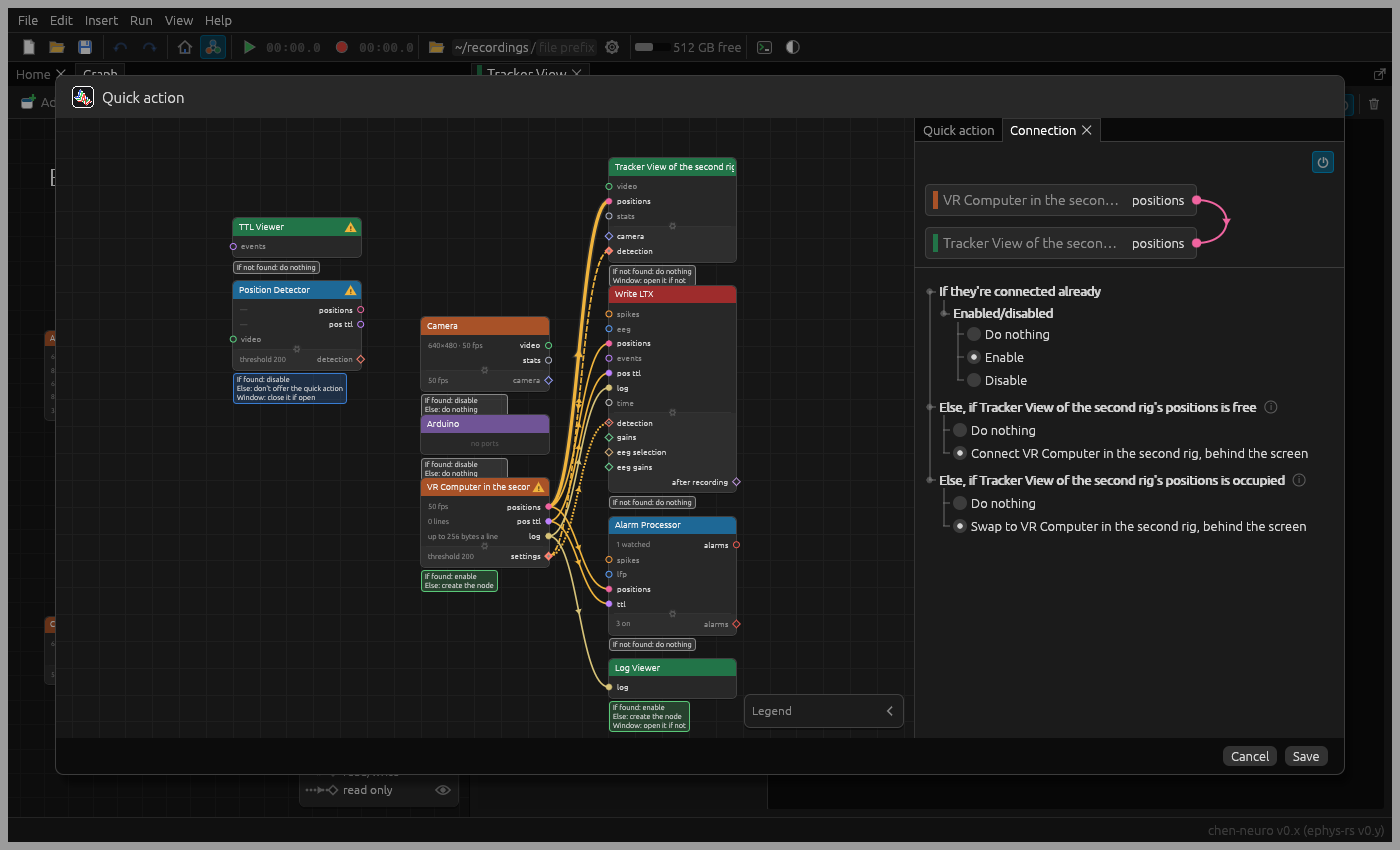 File Edit Insert Run View Help
00:00.0 00:00.0 ~/recordings/file prefix 512 GB free
Home Graph Tracker View
Quick action
Tracker View of the second rig
video
positions
stats
camera
detection
If not found: do nothing
Window: open it if not
TTL Viewer
events
If not found: do nothing
Position Detector
positions
pos ttl
video
threshold 200 detection
If found: disable
Else: don't offer the quick action
Window: close it if open
Camera
640×480 - 50 fps video
stats
50 fps camera
If found: disable
Else: do nothing
Arduino
no ports
If found: disable
Else: do nothing
VR Computer in the secor
50 fps positions
0 lines pos ttl
up to 256 bytes a line log
threshold 200 settings
If found: enable
Else: create the node
Write LTX
spikes
eeg
positions
events
pos ttl
log
time
detection
gains
eeg selection
eeg gains
after recording
If not found: do nothing
Alarm Processor
1 watched alarms
spikes
lfp
positions
ttl
3 on alarms
If not found: do nothing
Log Viewer
log
If found: enable
Else: create the node
Window: open it if not
Legend
Quick action Connection
VR Computer in the secon... positions
Tracker View of the secon... positions
If they're connected already
Enabled/disabled
Do nothing
Enable
Disable
Else, if Tracker View of the second rig's positions is free
Do nothing
Connect VR Computer in the second rig, behind the screen
Else, if Tracker View of the second rig's positions is occupied
Do nothing
Swap to VR Computer in the second rig, behind the screen
Cancel Save
read only
chen-neuro v0.x (ephys-rs v0.y)